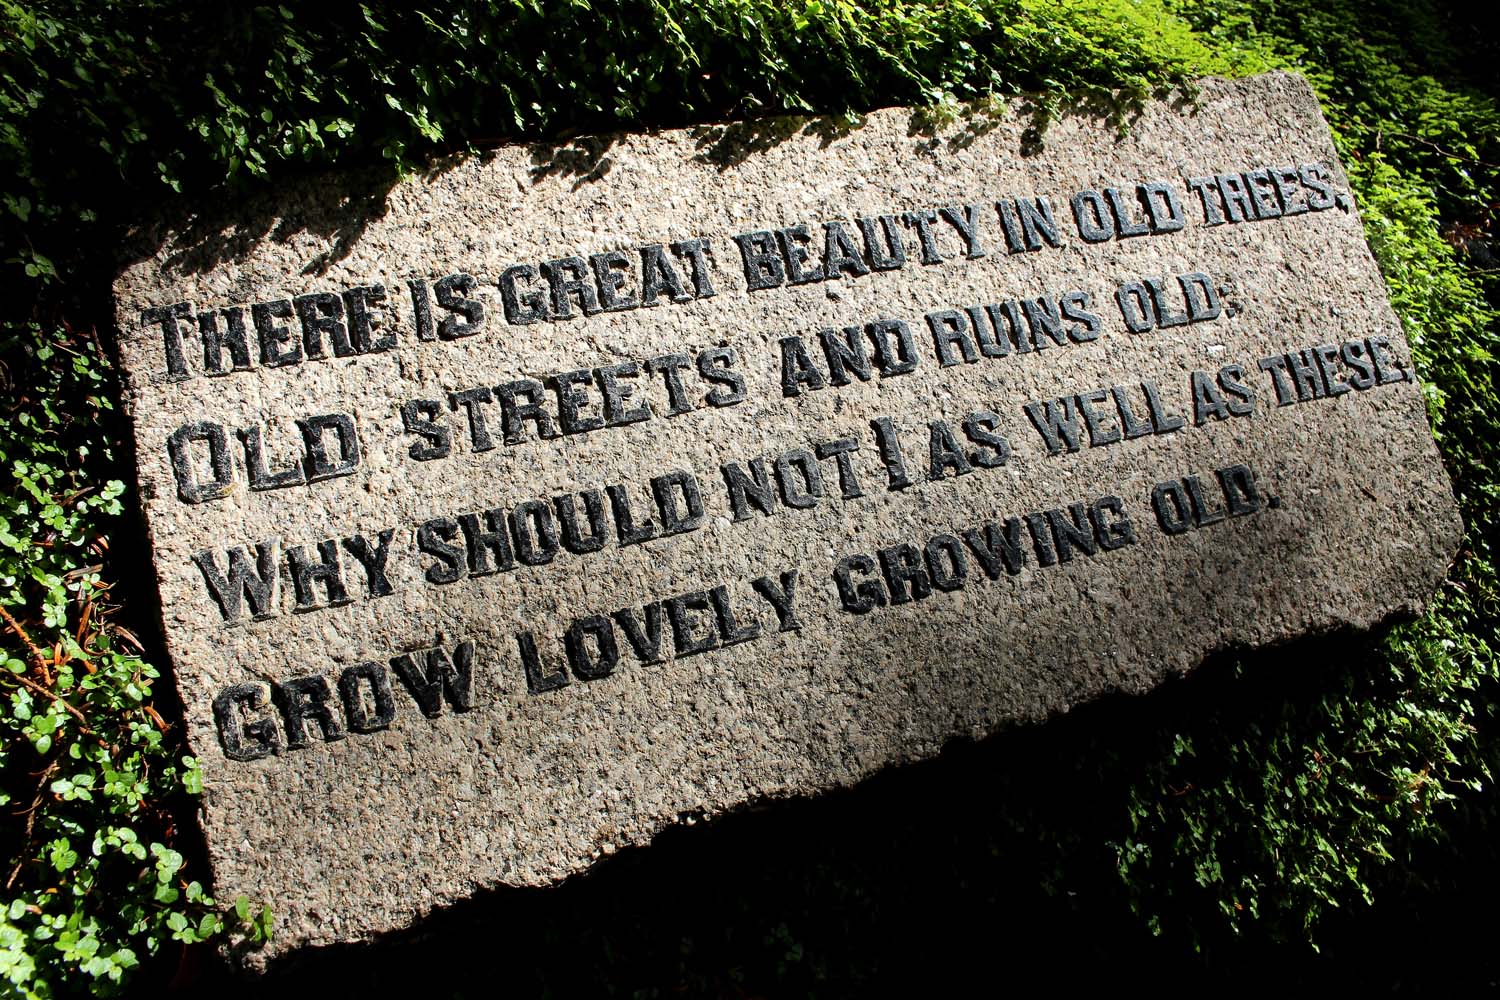 THERE IS GREAT BEAUTY IN OLD TREES,
OLD STREETS AND RUINS OLD;
WHY SHOULD NOT I AS WELL AS THESE,
GROW LOVELY GROWING OLD.